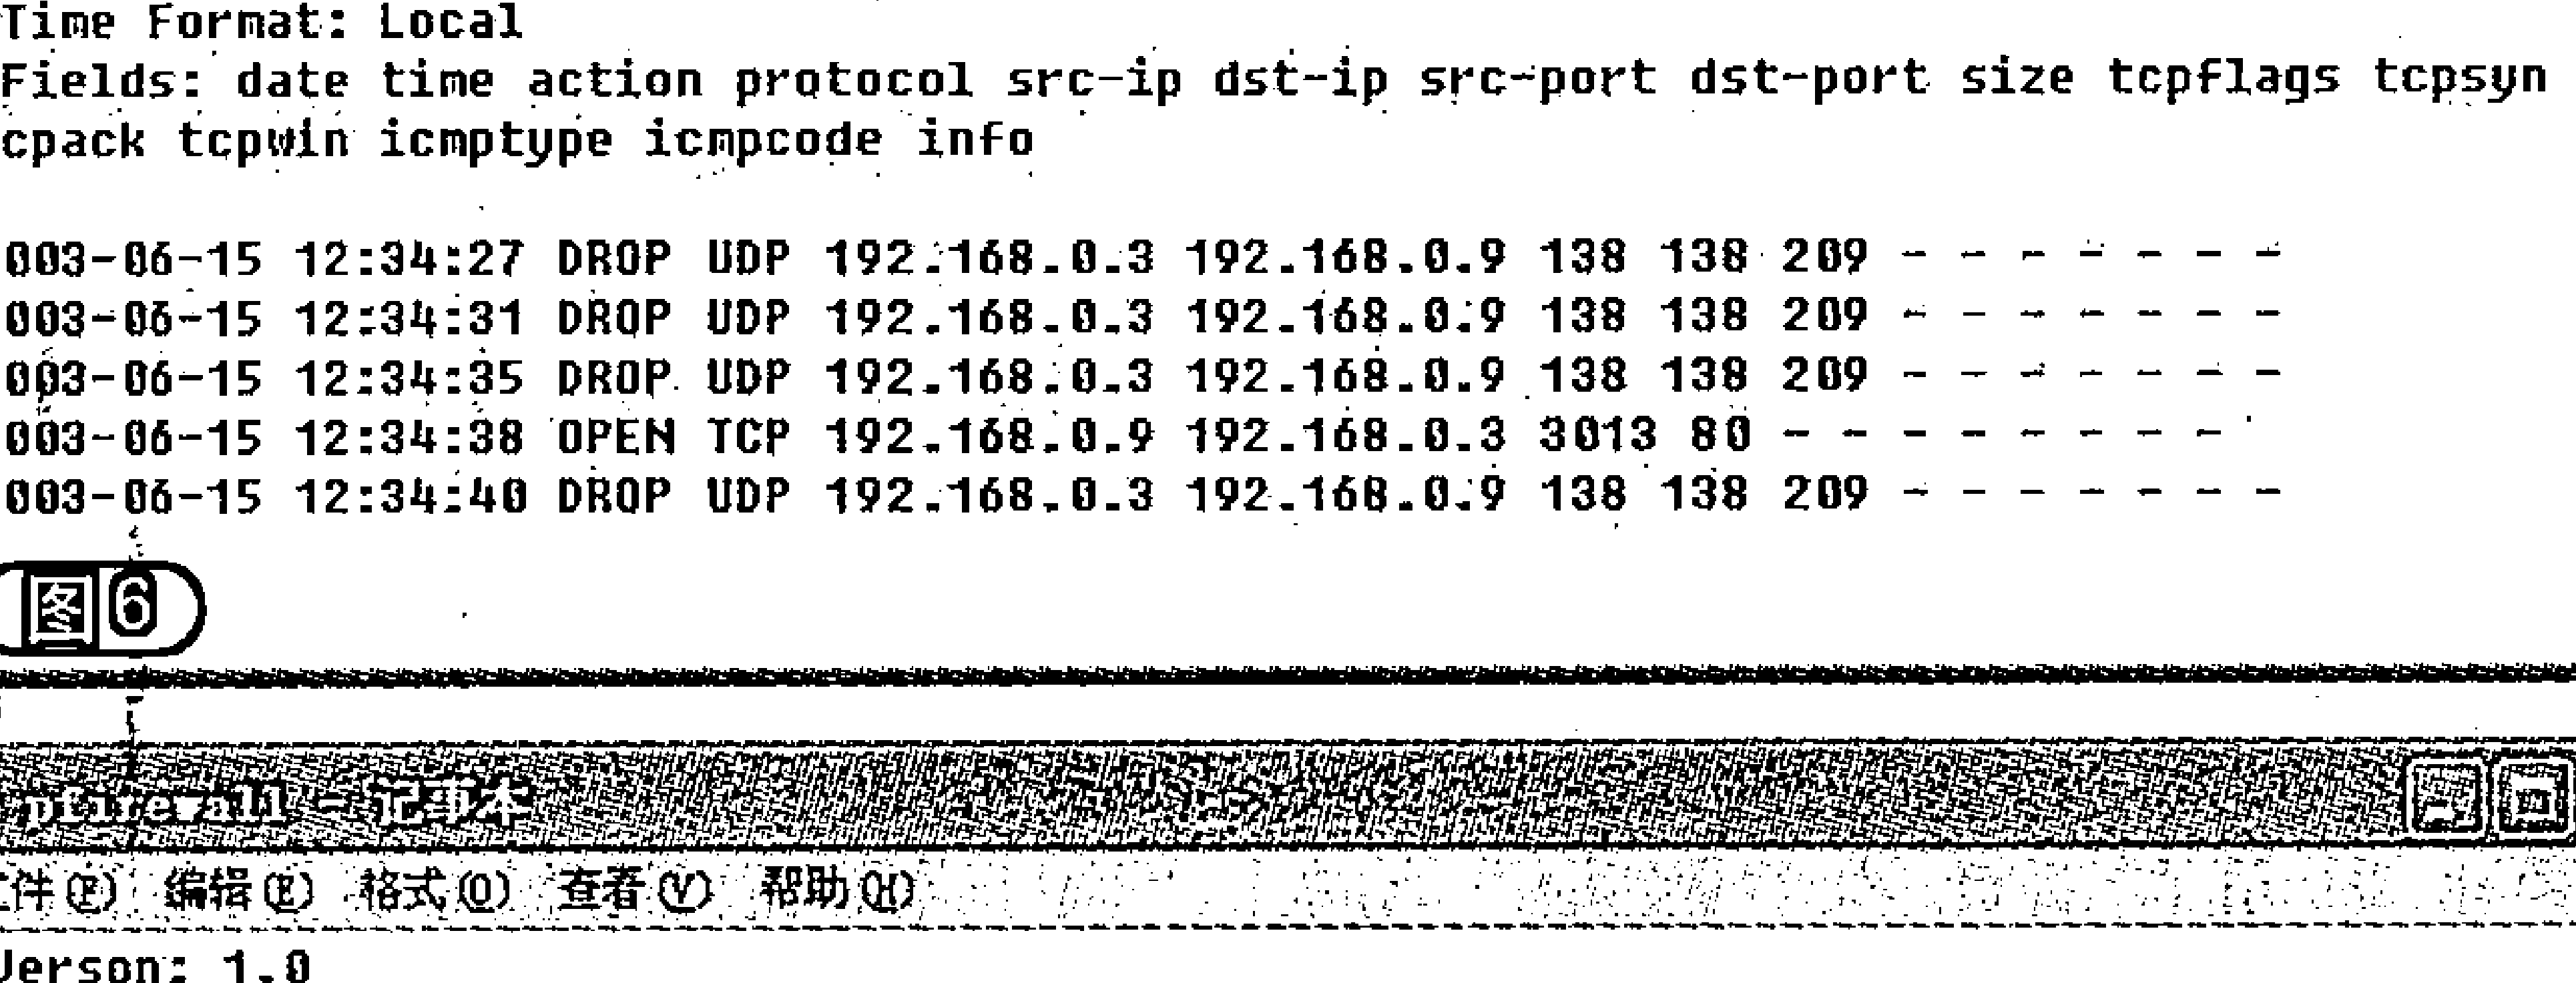 Time Format: Local
Fields: date time action protocol src-ip dst-ip src-port dst-port size tcpflags tcpsyn
cpack tcpwin icmptype icmpcode info
003-06-15 12:34:27 DROP UDP 192.168.0.3 192.168.0.9 138 138 209 - - - - - - -
003-06-15 12:34:31 DROP UDP 192.168.0.3 192.168.0.9 138 138 209 - - - - - - -
003-06-15 12:34:35 DROP UDP 192.168.0.3 192.168.0.9 138 138 209 - - - - - - -
003-06-15 12:34:38 OPEN TCP 192.168.0.9 192.168.0.3 3013 80 - - - - - - - -
003-06-15 12:34:40 DROP UDP 192.168.0.3 192.168.0.9 138 138 209 - - - - - - -
图6
pfirewall - 记事本
件(F) 编辑(E) 格式(O) 查看(V) 帮助(H)
Verson: 1.0